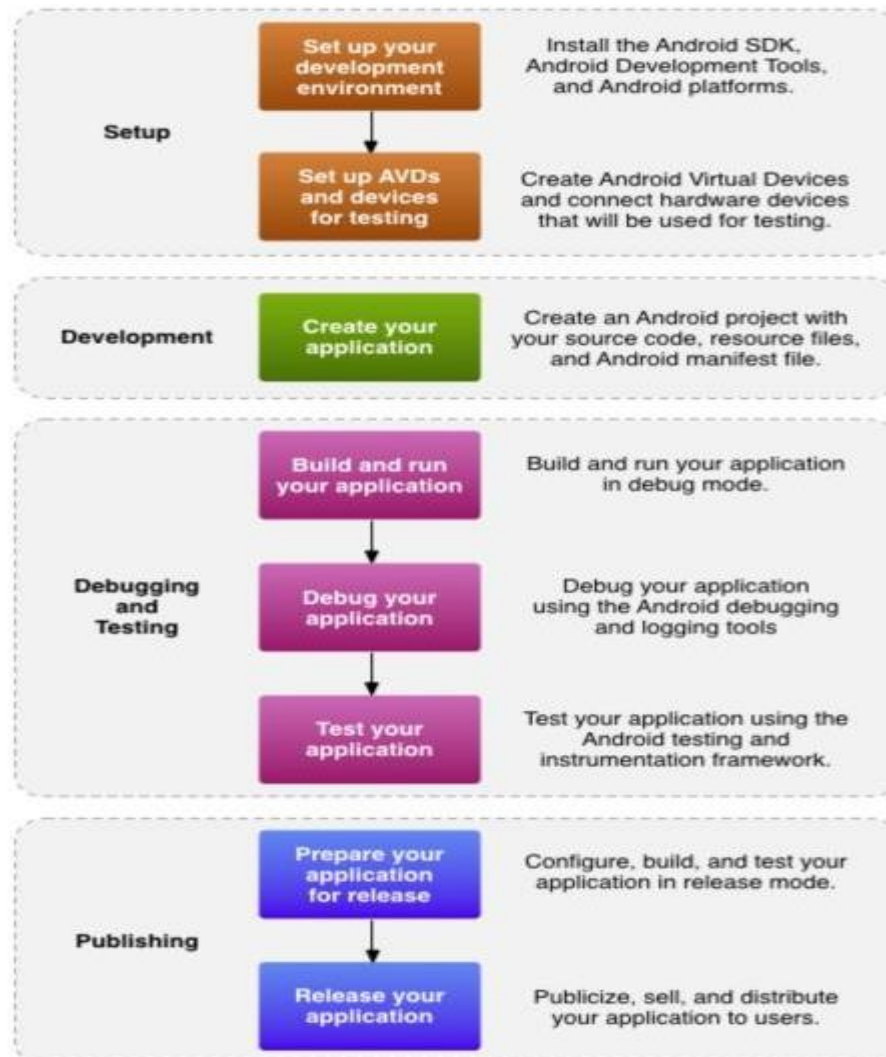 Set up your
development
environment
Install the Android SDK,
Android Development Tools,
and Android platforms.
Setup
Set up AVDs
and devices
for testing
Create Android Virtual Devices
and connect hardware devices
that will be used for testing.
Development
Create your
application
Create an Android project with
your source code, resource files,
and Android manifest file.
Build and run
your application
Build and run your application
in debug mode.
Debugging
and
Testing
Debug your
application
Debug your application
using the Android debugging
and logging tools
Test your
application
Test your application using the
Android testing and
instrumentation framework.
Prepare your
application
for release
Configure, build, and test your
application in release mode.
Publishing
Release your
application
Publicize, sell, and distribute
your application to users.